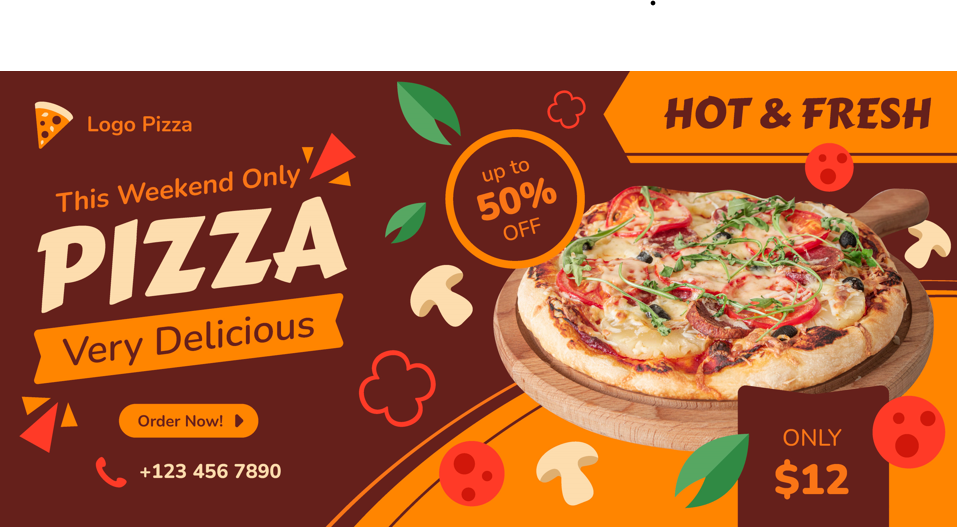 Logo Pizza
This Weekend Only
PIZZA
Very Delicious
Order Now!
+123 456 7890
up to
50%
OFF
HOT & FRESH
ONLY
$12